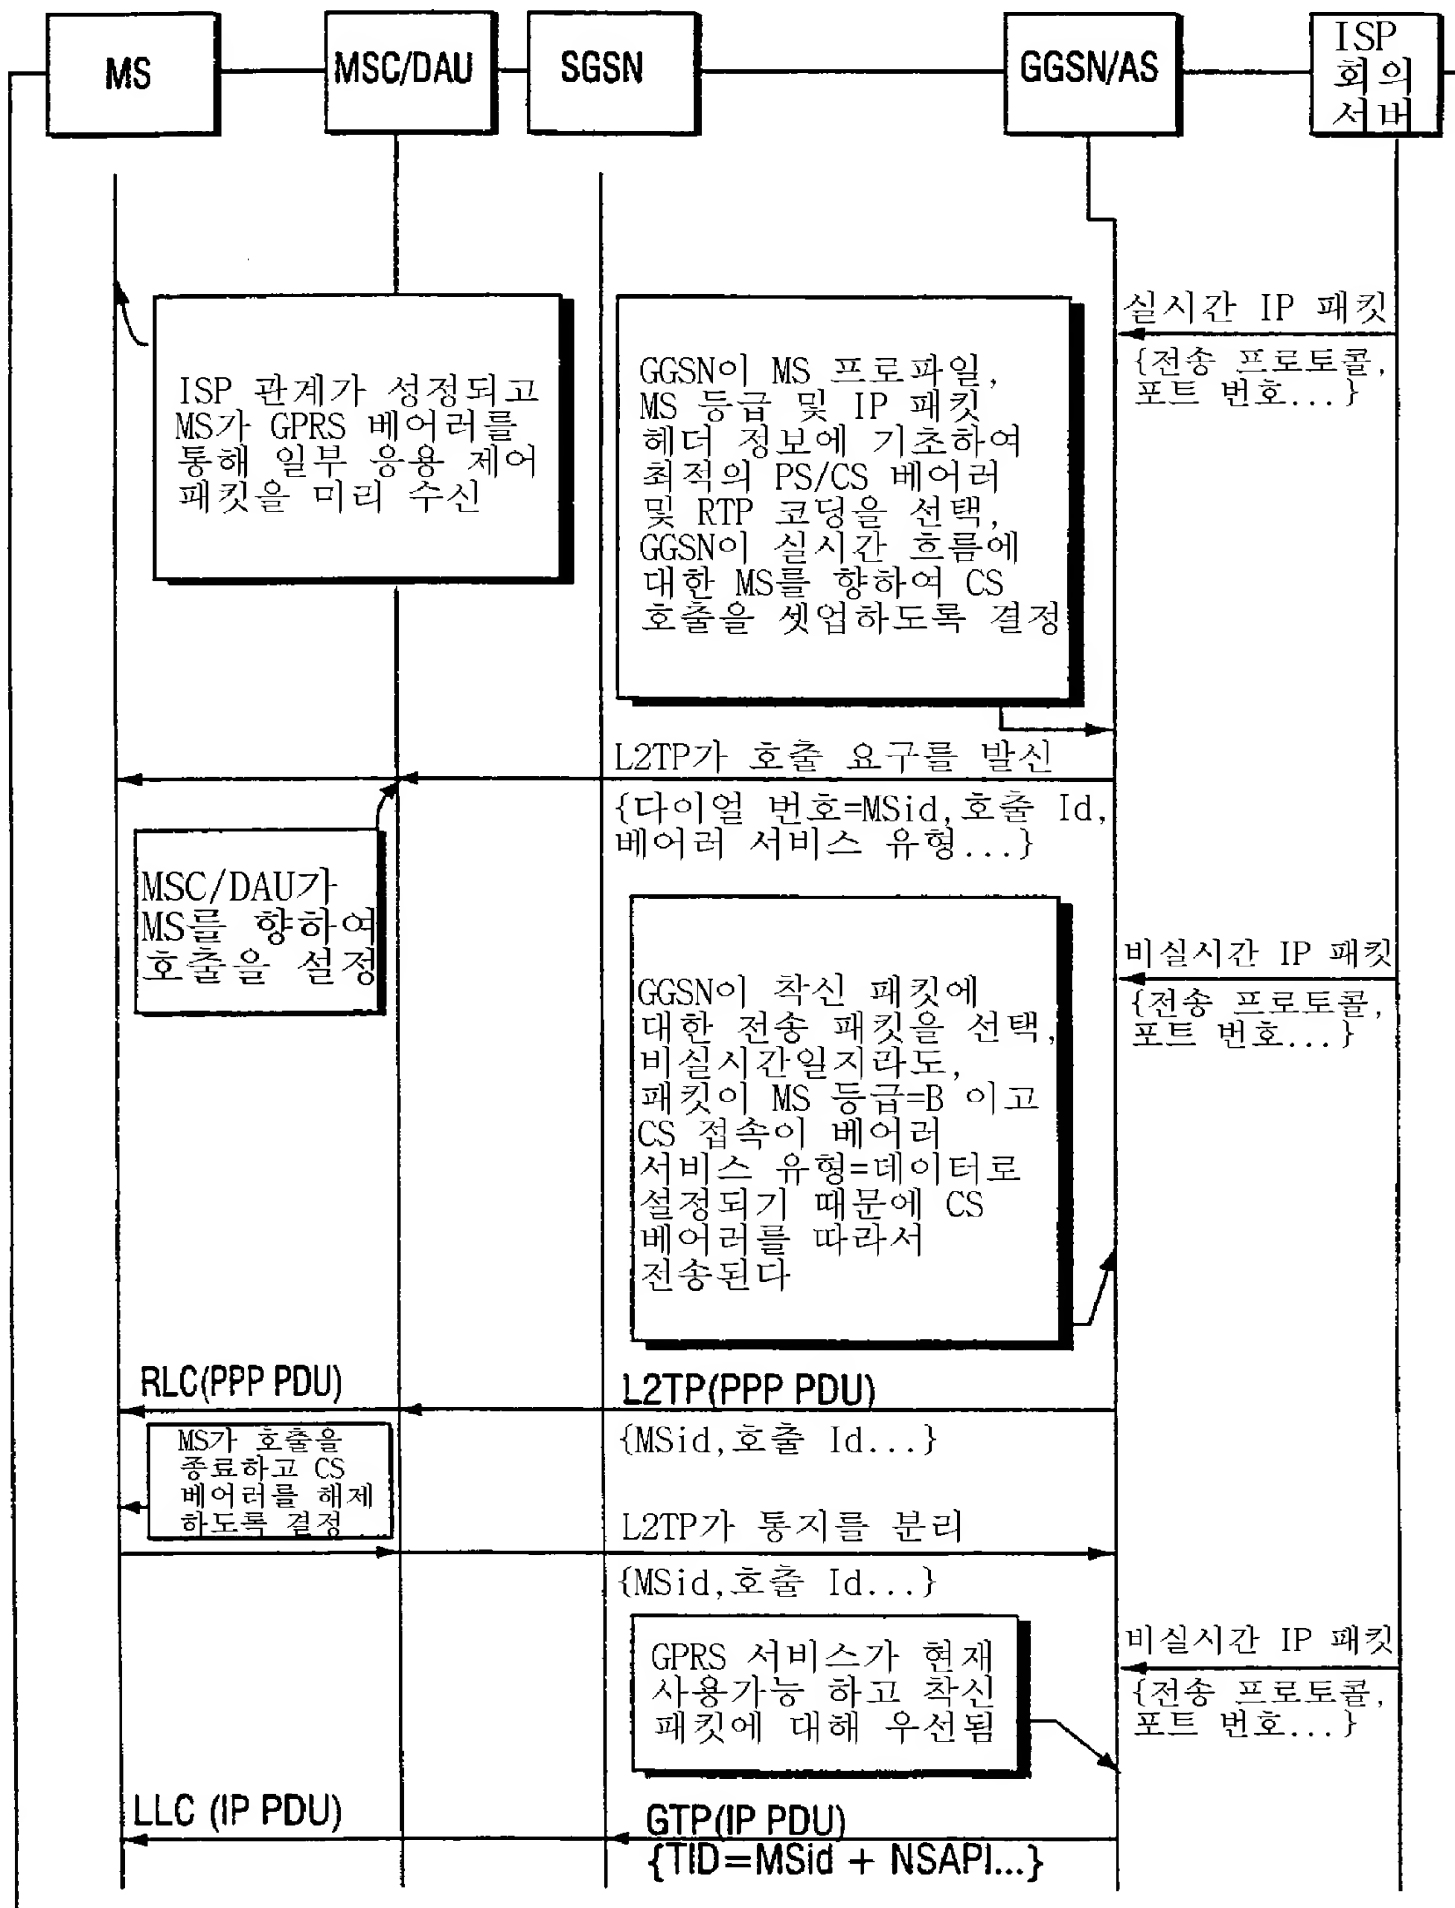 MS
MSC/DAU
SGSN
GGSN/AS
ISP
회의
서버
실시간 IP 패킷
{전송 프로토콜,
포트 번호...}
ISP 관계가 성정되고
MS가 GPRS 베어러를
통해 일부 응용 제어
패킷을 미리 수신
GGSN이 MS 프로파일,
MS 등급 및 IP 패킷
헤더 정보에 기초하여
최적의 PS/CS 베어러
및 RTP 코딩을 선택,
GGSN이 실시간 흐름에
대한 MS를 향하여 CS
호출을 셋업하도록 결정
L2TP가 호출 요구를 발신
{다이얼 번호=MSid,호출 Id,
베어러 서비스 유형...}
MSC/DAU가
MS를 향하여
호출을 설정
비실시간 IP 패킷
{전송 프로토콜,
포트 번호...}
GGSN이 착신 패킷에
대한 전송 패킷을 선택,
비실시간일지라도,
패킷이 MS 등급=B 이고
CS 접속이 베어러
서비스 유형=데이터로
설정되기 때문에 CS
베어러를 따라서
전송된다
RLC(PPP PDU)
L2TP(PPP PDU)
{MSid,호출 Id...}
MS가 호출을
종료하고 CS
베어러를 해제
하도록 결정
L2TP가 통지를 분리
{MSid,호출 Id...}
GPRS 서비스가 현재
사용가능 하고 착신
패킷에 대해 우선됨
비실시간 IP 패킷
{전송 프로토콜,
포트 번호...}
LLC (IP PDU)
GTP(IP PDU)
{TID=MSid + NSAPI...}